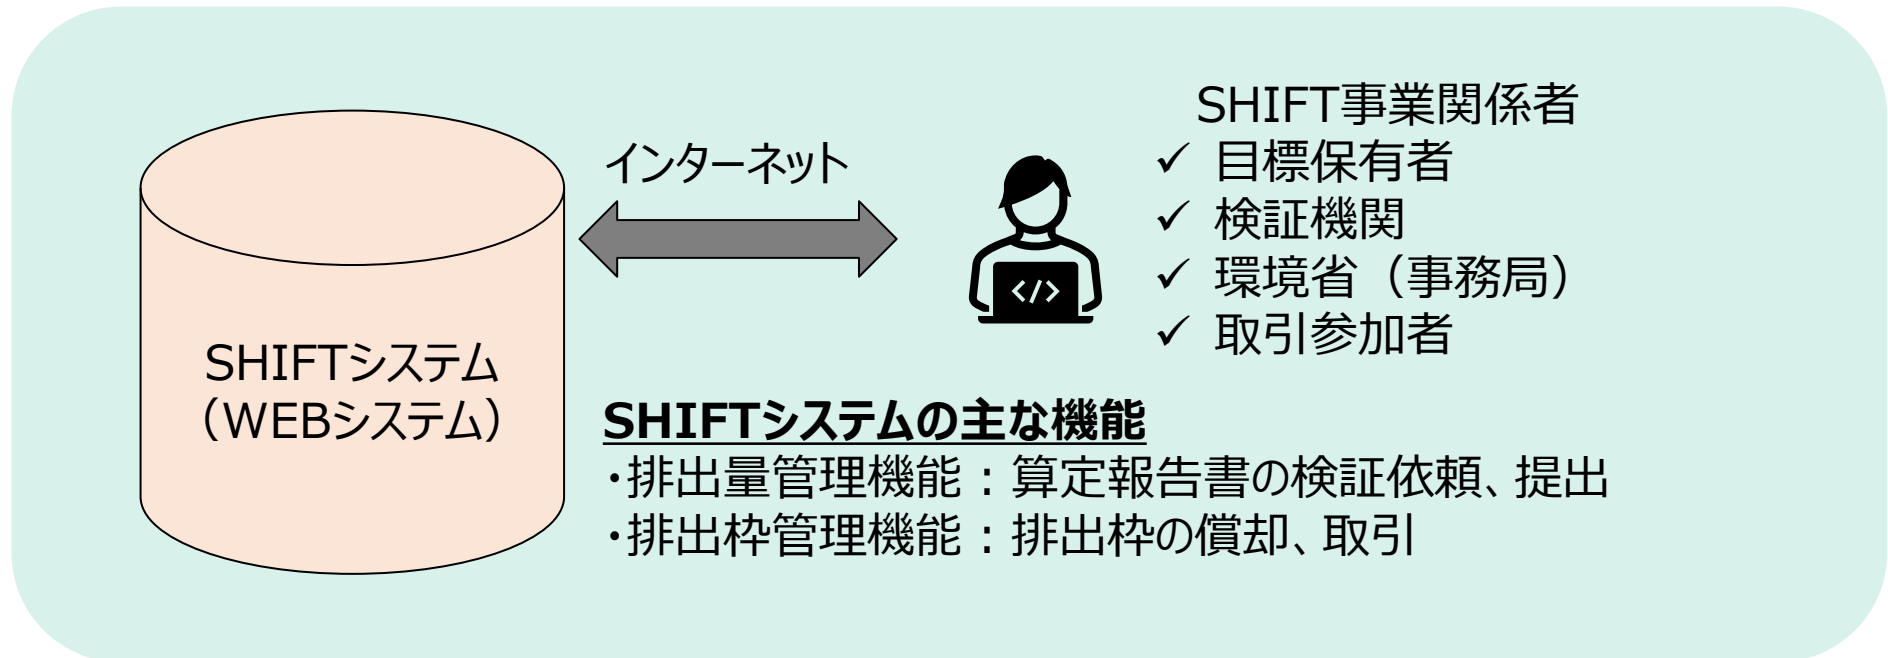 SHIFTシステム
（WEBシステム）
インターネット
</>
SHIFT事業関係者
✓ 目標保有者
✓ 検証機関
✓ 環境省（事務局）
✓ 取引参加者
SHIFTシステムの主な機能
・排出量管理機能：算定報告書の検証依頼、提出
・排出枠管理機能：排出枠の償却、取引